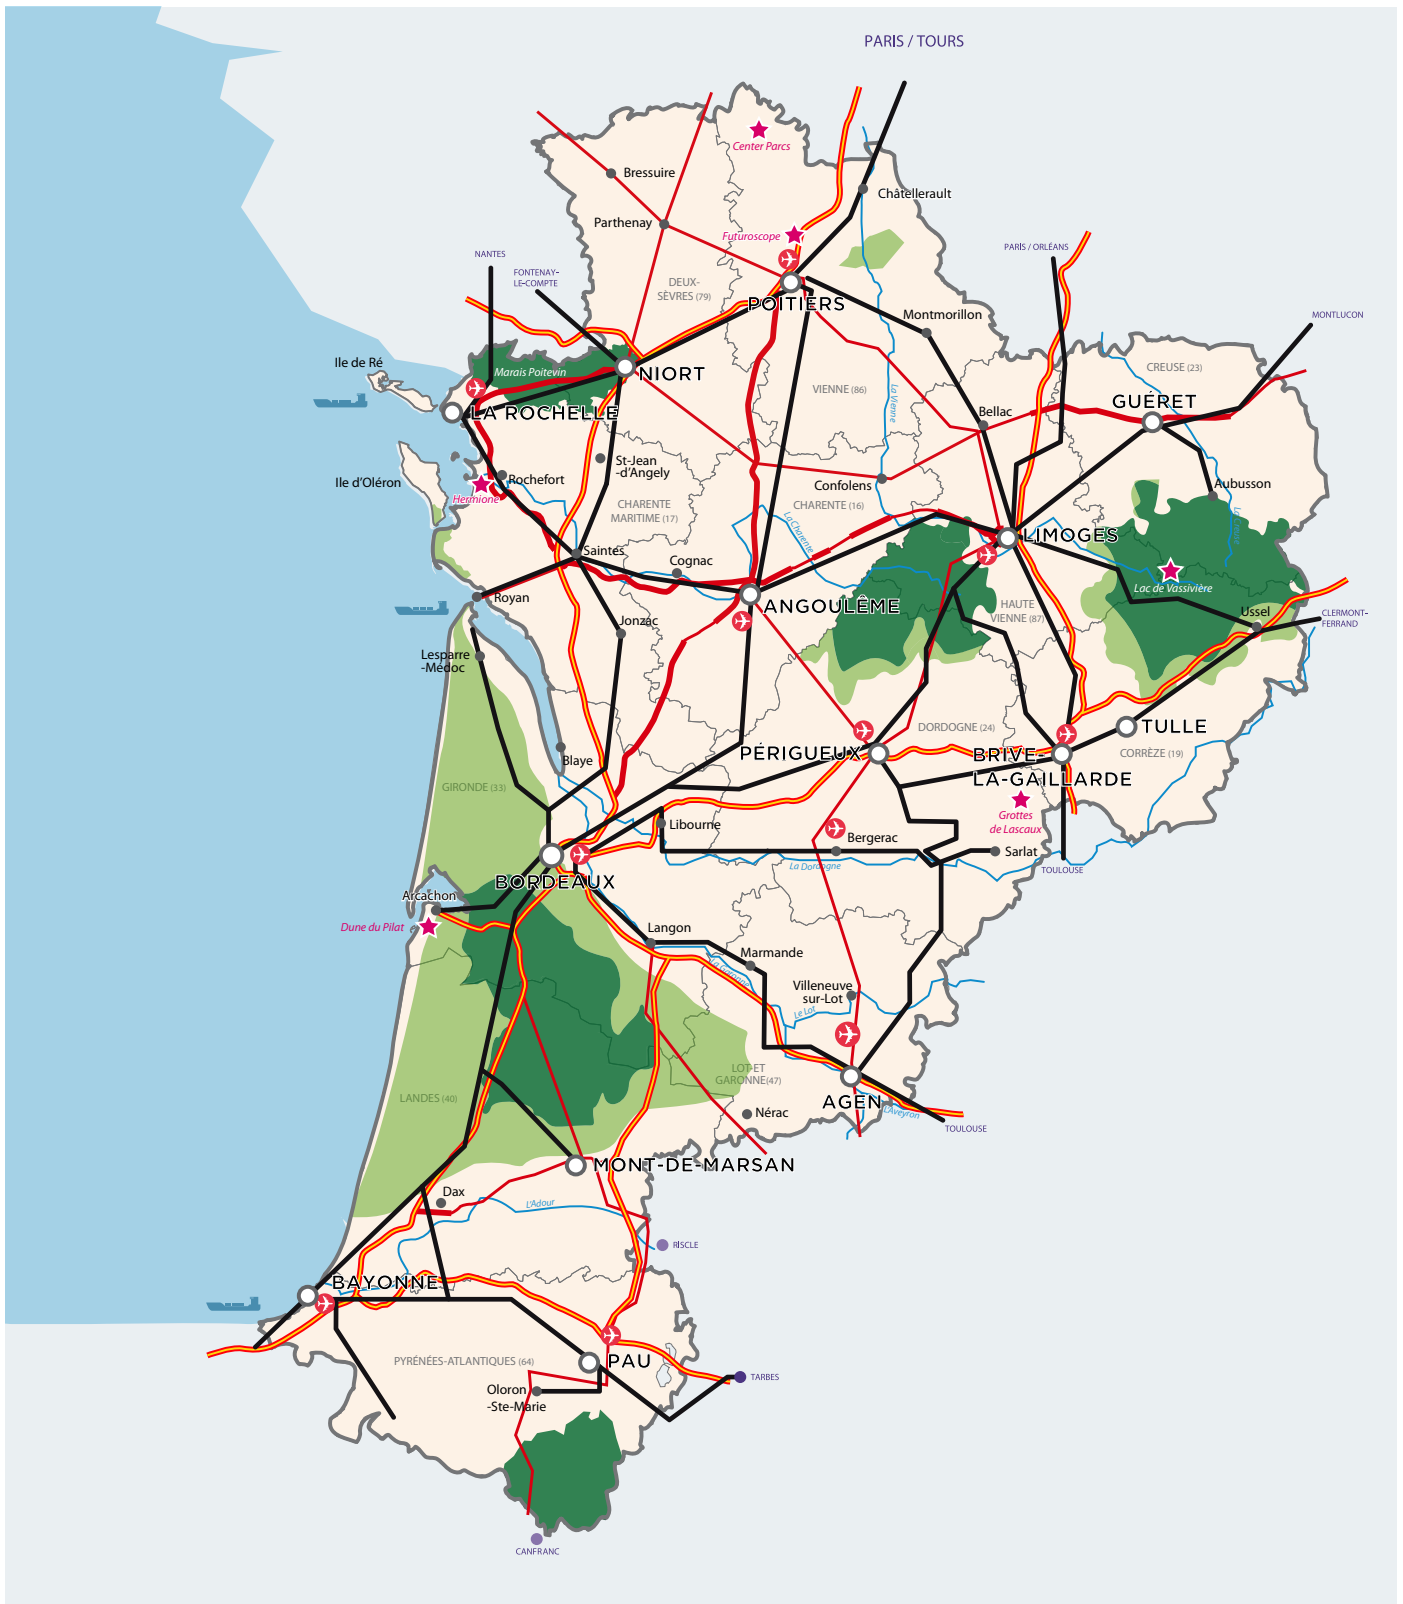 PARIS / TOURS
Center Parcs
Bressuire
Châtellerault
Parthenay
Futuroscope
NANTES
PARIS / ORLÉANS
FONTENAY-
LE-COMPTE
DEUX-
SÈVRES (79)
POITIERS
Montmorillon
MONTLUCON
Ile de Ré
Marais Poitevin
NIORT
CREUSE (23)
VIENNE (86)
La Vienne
GUÉRET
LA ROCHELLE
Bellac
St-Jean
-d'Angely
Rochefort
Ile d'Oléron
Hermione
Confolens
Aubusson
CHARENTE
MARITIME (17)
CHARENTE (16)
La Charente
La Creuse
LIMOGES
Saintes
Cognac
Lac de Vassivière
Royan
ANGOULÊME
HAUTE
VIENNE (87)
Ussel
CLERMONT-
FERRAND
Jonzac
Lesparre
-Médoc
DORDOGNE (24)
TULLE
PÉRIGUEUX
BRIVE-
LA-GAILLARDE
CORRÈZE (19)
Blaye
GIRONDE (33)
Grottes
de Lascaux
Libourne
Bergerac
Sarlat
La Dordogne
TOULOUSE
BORDEAUX
Arcachon
Dune du Pilat
Langon
Marmande
La Garonne
Villeneuve
sur-Lot
Le Lot
LOT-ET
GARONNE(47)
LANDES (40)
AGEN
Nérac
L'Aveyron
TOULOUSE
MONT-DE-MARSAN
Dax
L'Adour
RISCLE
BAYONNE
PYRÉNÉES-ATLANTIQUES (64)
PAU
TARBES
Oloron
-Ste-Marie
CANFRANC